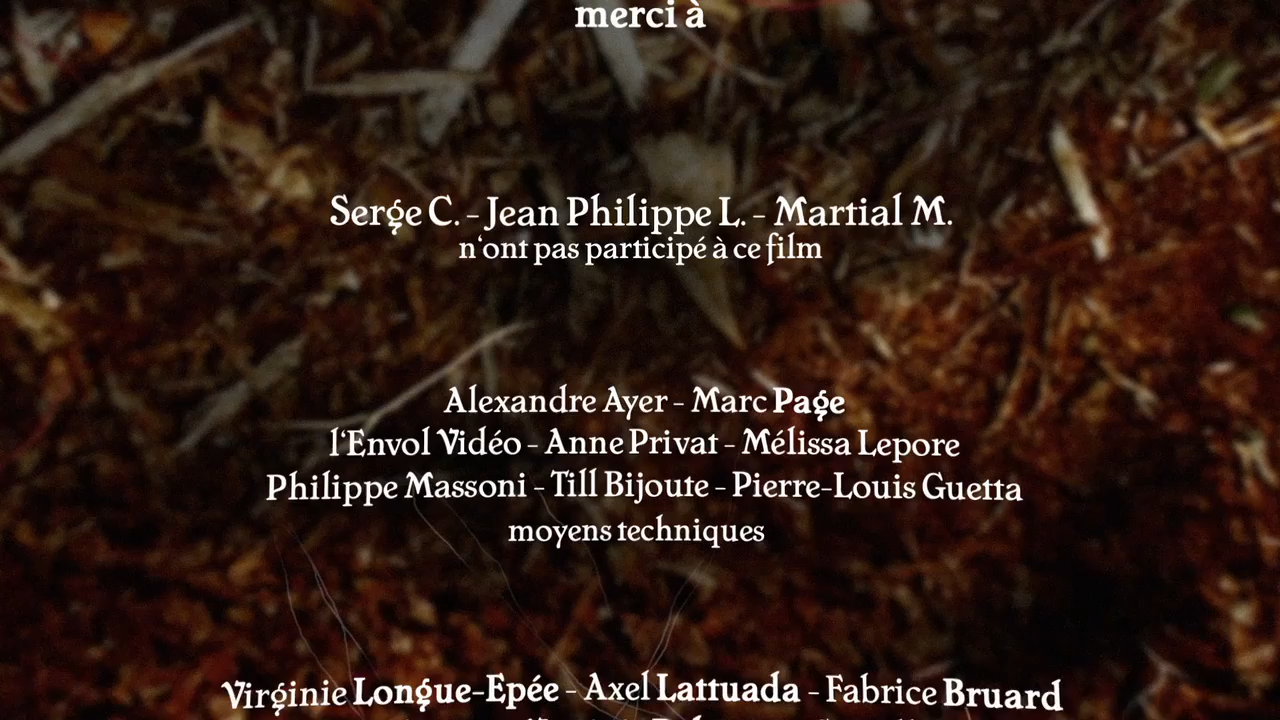 merci à
Serge C. - Jean Philippe L. - Martial M.
n'ont pas participé à ce film
Alexandre Ayer - Marc Page
l'Envol Vidéo - Anne Privat - Mélissa Lepore
Philippe Massoni - Till Bijoute - Pierre-Louis Guetta
moyens techniques
Virginie Longue-Epée - Axel Lattuada - Fabrice Bruard